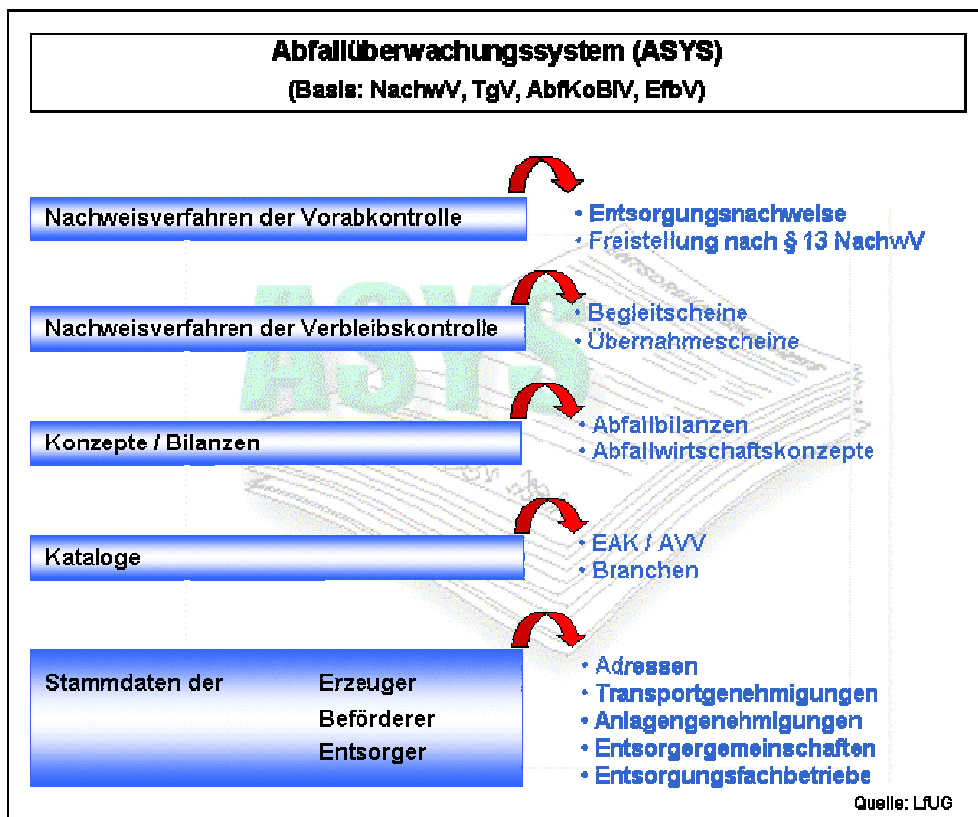 Abfallüberwachungssystem (ASYS)
(Basis: NachwV, TgV, AbfKoBiV, EfbV)
Nachweisverfahren der Vorabkontrolle
• Entsorgungsnachweise
• Freistellung nach § 13 NachwV
Nachweisverfahren der Verbleibskontrolle
• Begleitscheine
• Übernahmescheine
ASYS
Konzepte / Bilanzen
• Abfallbilanzen
• Abfallwirtschaftskonzepte
Kataloge
• EAK / AVV
• Branchen
Stammdaten der Erzeuger
Beförderer
Entsorger
• Adressen
• Transportgenehmigungen
• Anlagengenehmigungen
• Entsorgergemeinschaften
• Entsorgungsfachbetriebe
Quelle: LfUG